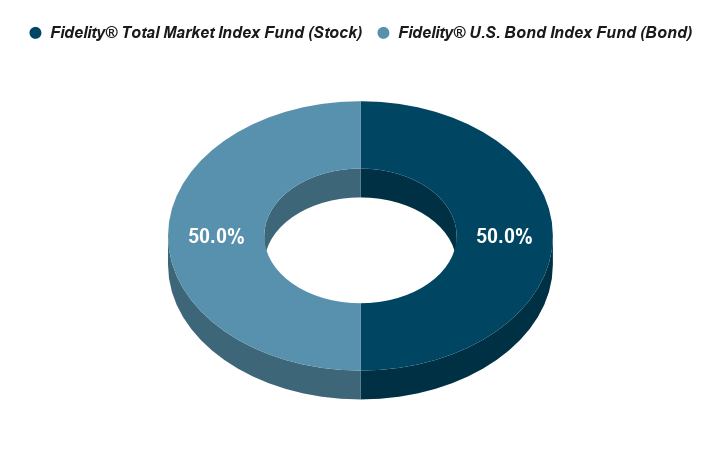 Fidelity® Total Market Index Fund (Stock) Fidelity® U.S. Bond Index Fund (Bond)
50.0% 50.0%